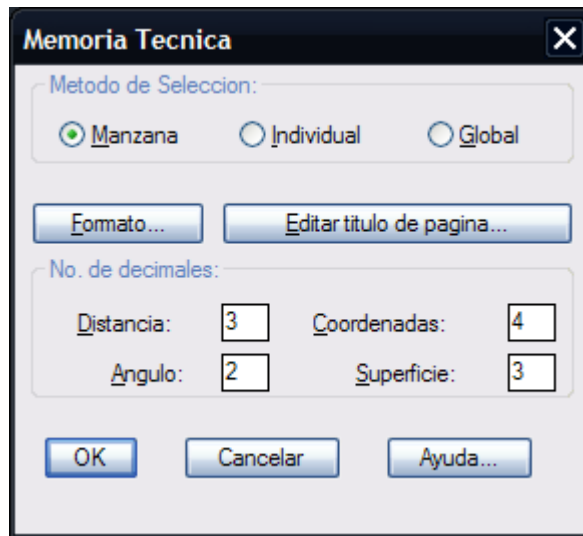 Memoria Tecnica
Metodo de Seleccion:
Manzana Individual Global
Formato... Editar titulo de pagina...
No. de decimales:
Distancia: 3 Coordenadas: 4
Angulo: 2 Superficie: 3
OK Cancelar Ayuda...